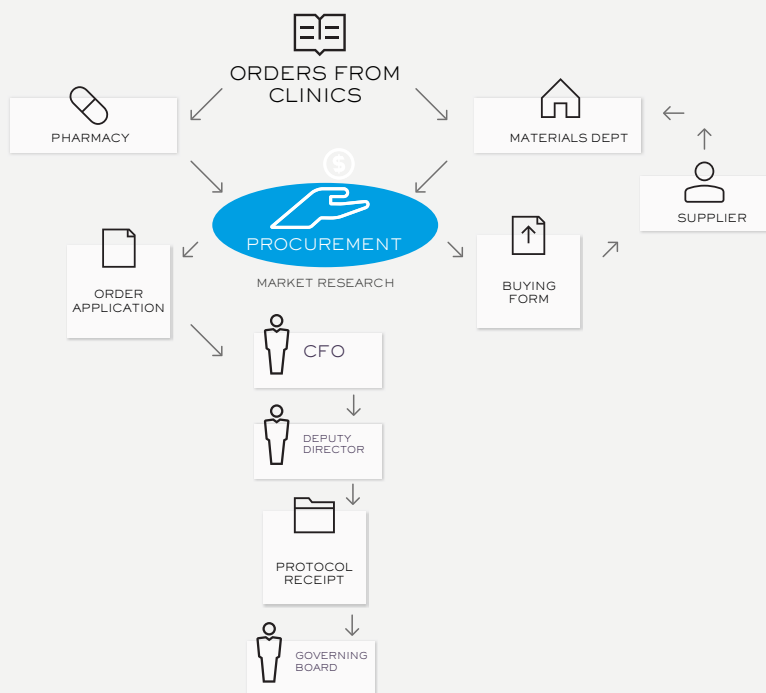 ORDERS FROM
CLINICS
PHARMACY
MATERIALS DEPT
$
SUPPLIER
PROCUREMENT
MARKET RESEARCH
ORDER
APPLICATION
BUYING
FORM
CFO
DEPUTY
DIRECTOR
PROTOCOL
RECEIPT
GOVERNING
BOARD